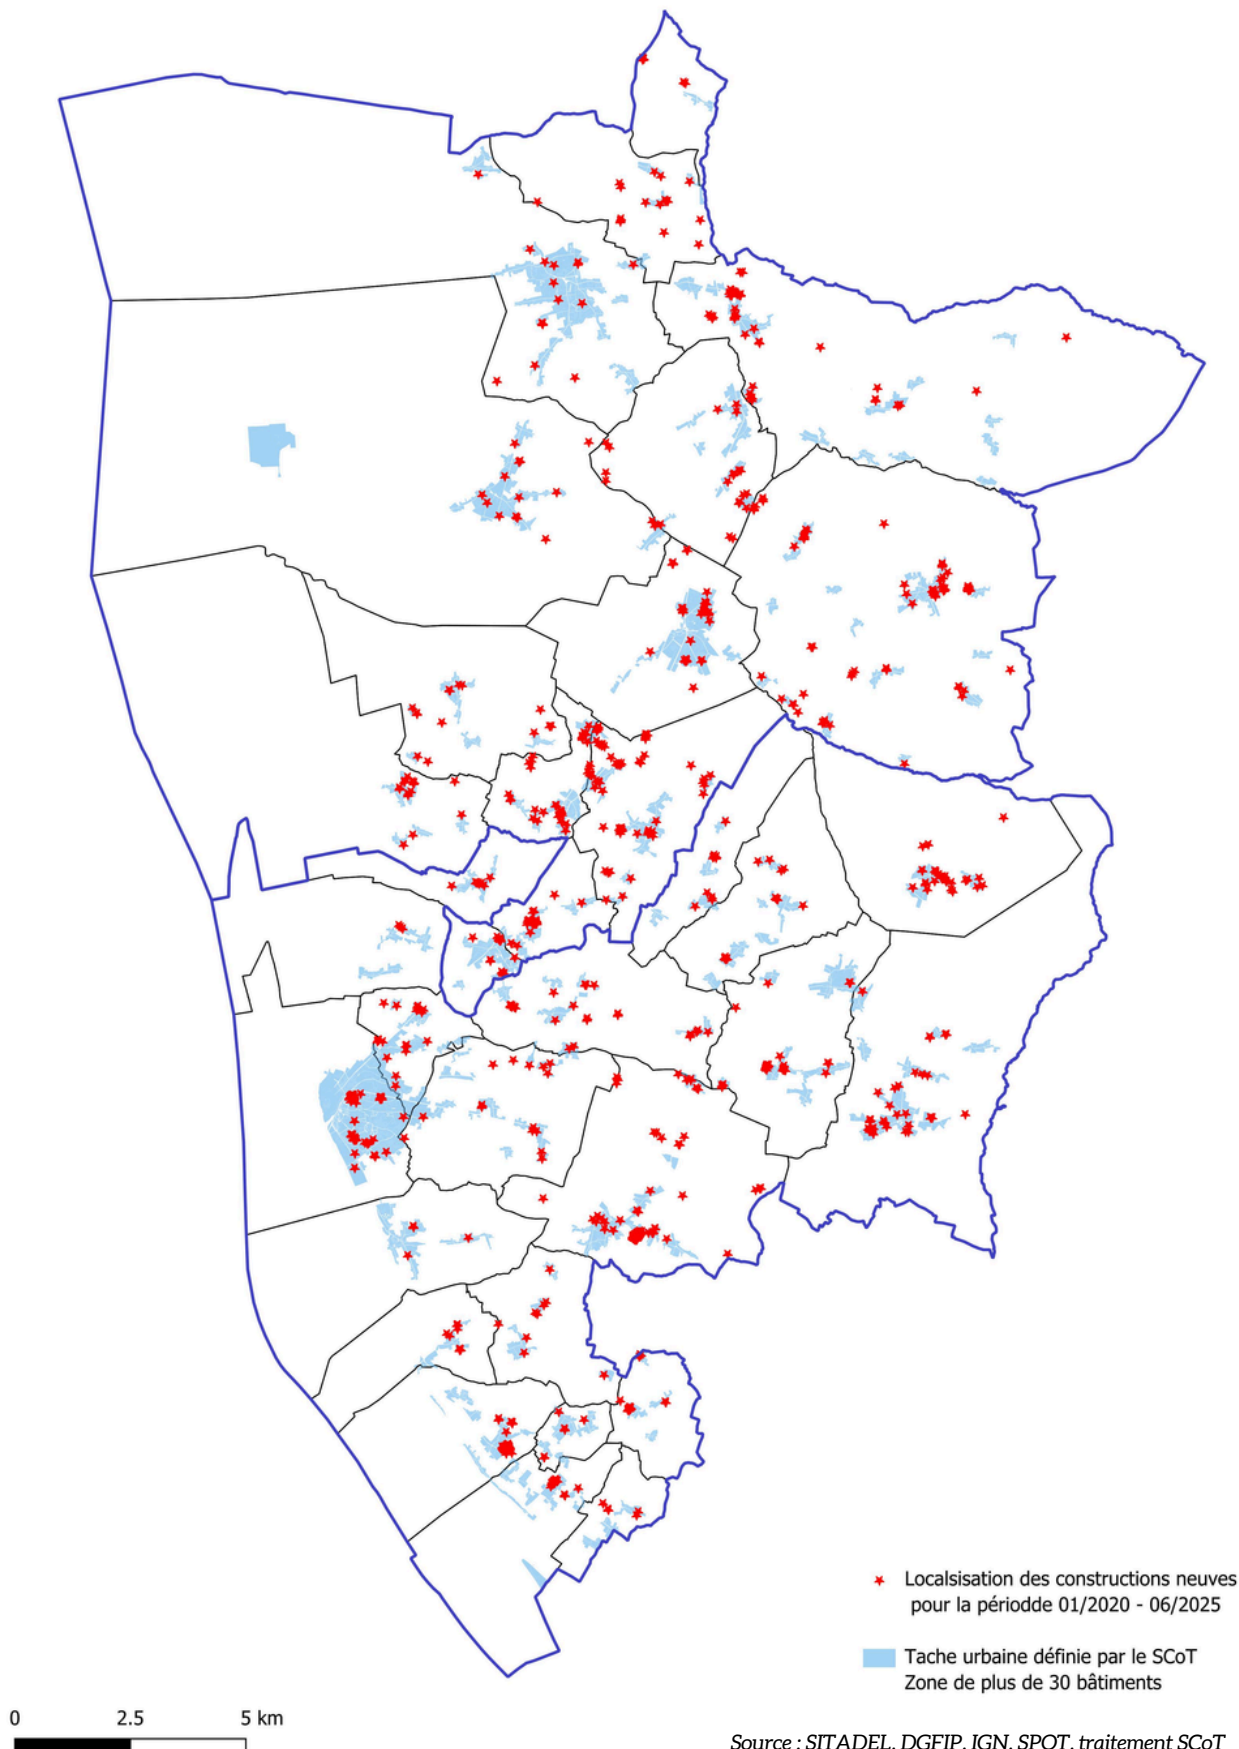 Localsisation des constructions neuves
pour la périodde 01/2020 - 06/2025
Tache urbaine définie par le SCoT
Zone de plus de 30 bâtiments
0 2.5 5 km
Source : SITADEL, DGFIP, IGN, SPOT, traitement SCoT